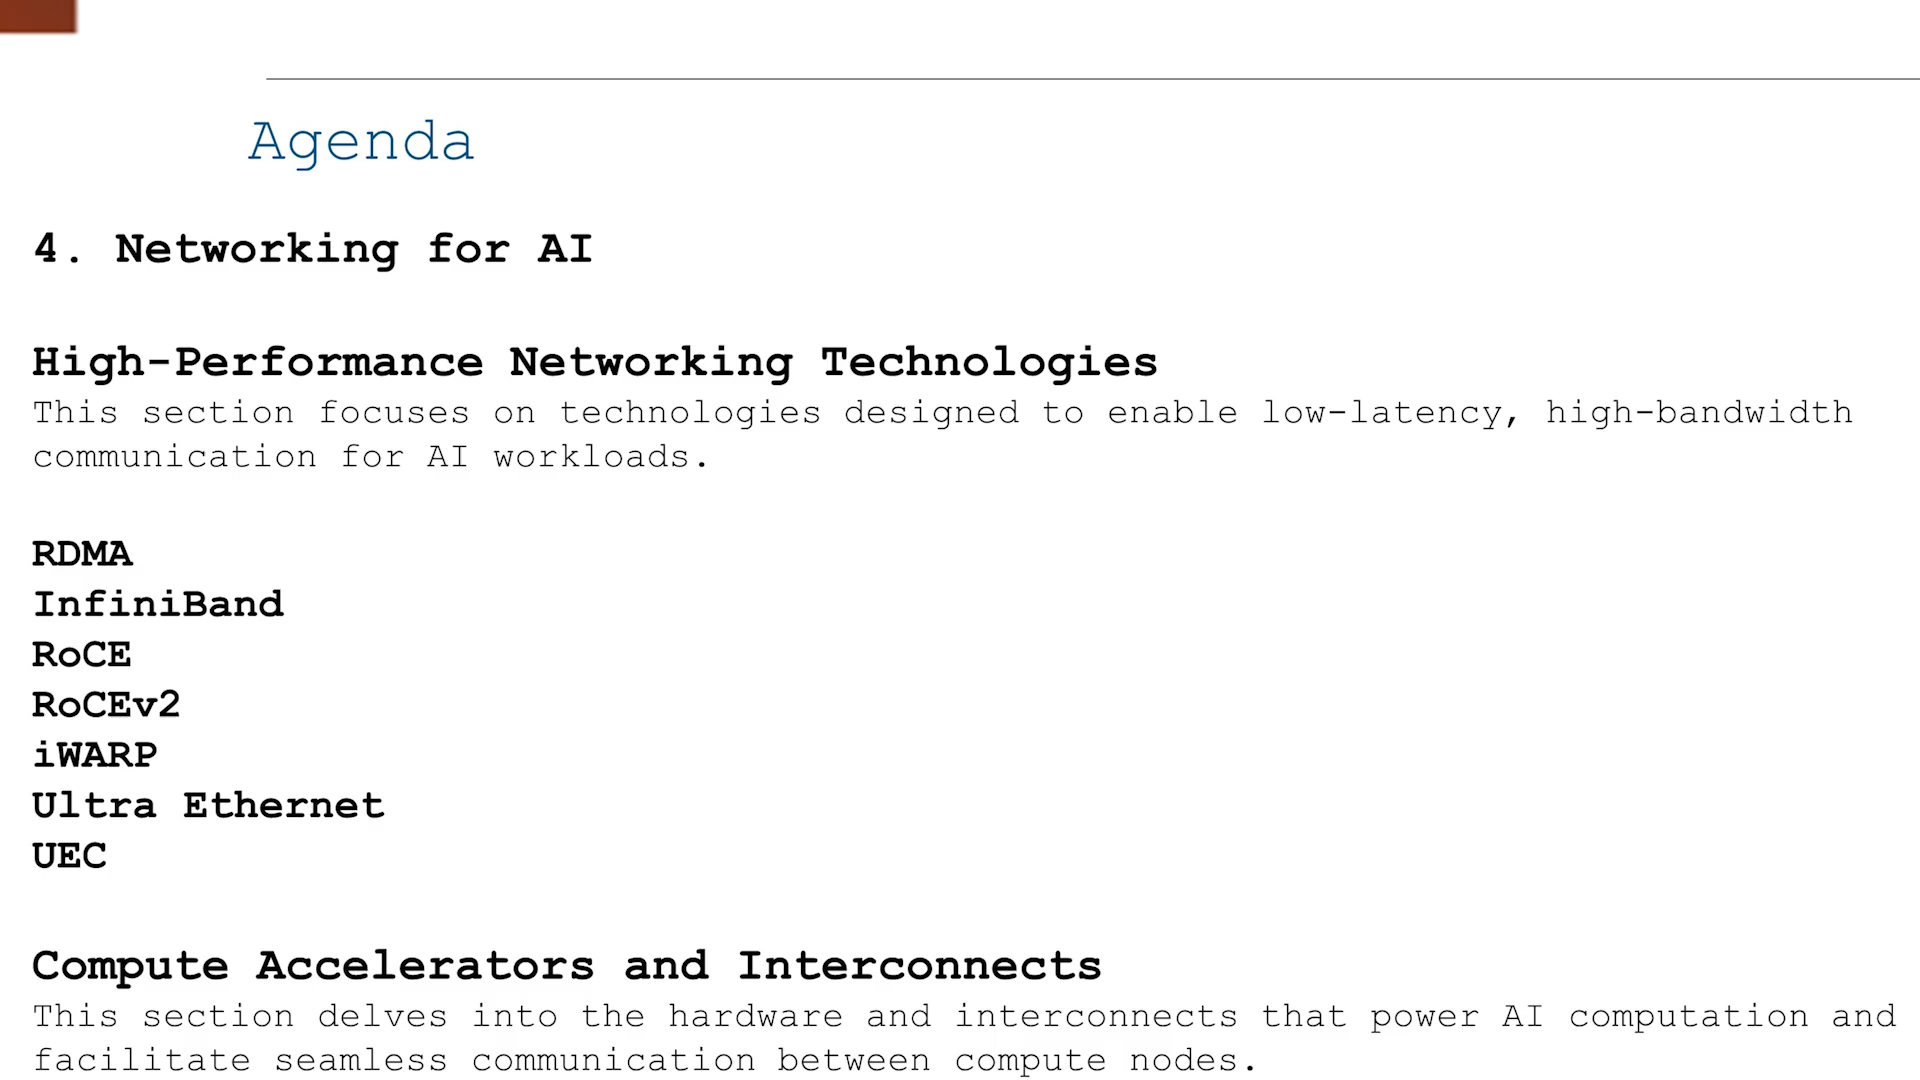 Agenda
4. Networking for AI
High-Performance Networking Technologies
This section focuses on technologies designed to enable low-latency, high-bandwidth
communication for AI workloads.
RDMA
InfiniBand
RoCE
RoCEv2
iWARP
Ultra Ethernet
UEC
Compute Accelerators and Interconnects
This section delves into the hardware and interconnects that power AI computation and
facilitate seamless communication between compute nodes.